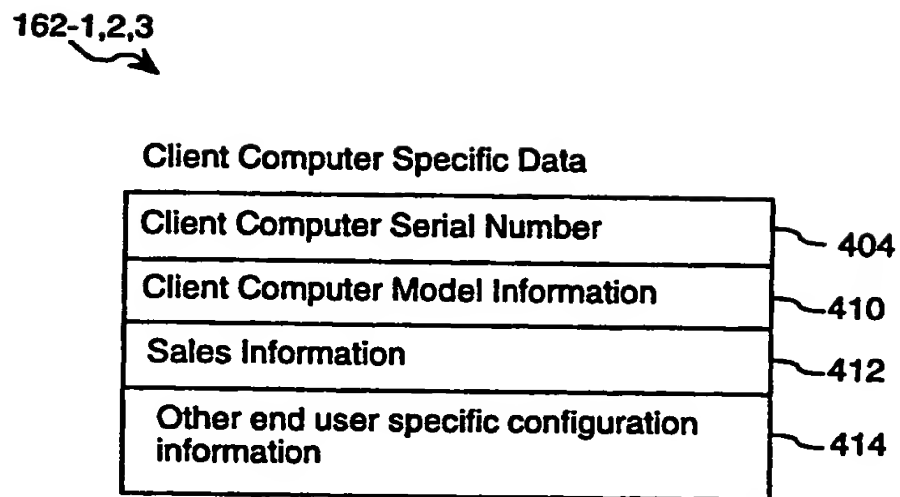 162-1,2,3
Client Computer Specific Data
Client Computer Serial Number
404
Client Computer Model Information
410
Sales Information
412
Other end user specific configuration
information
414